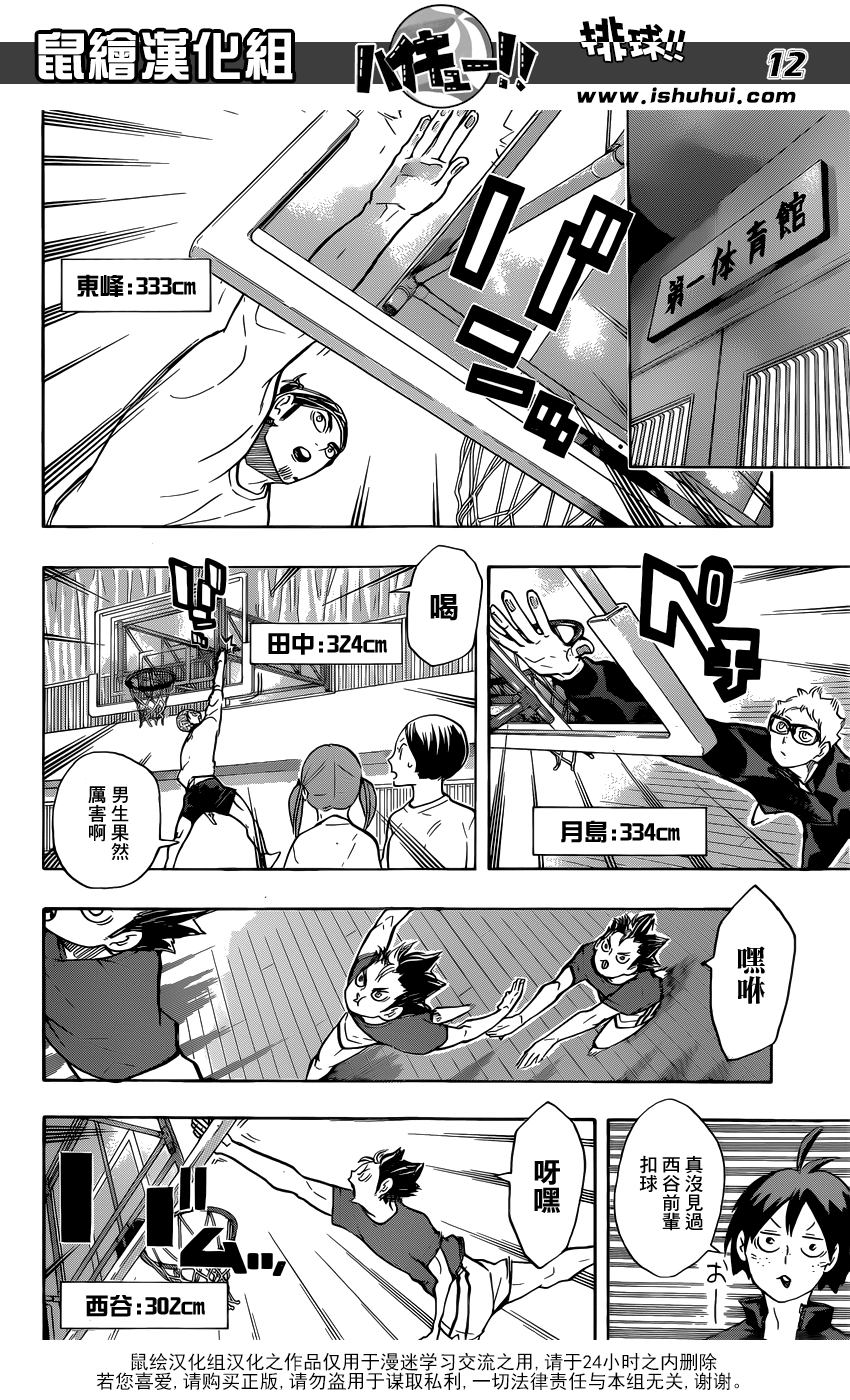 鼠繪漢化組
ハイキュー!!
排球!!
12
www.ishuhui.com
第一体育館
東峰:333cm
月島:334cm
喝
田中:324cm
男生果然
厲害啊
嘿咻
真沒見過
西谷前輩
扣球
おー
呀嘿
西谷:302cm
鼠绘汉化组汉化之作品仅用于漫迷学习交流之用,请于24小时之内删除
若您喜爱,请购买正版,请勿盗用于谋取私利,一切法律责任与本组无关,谢谢。